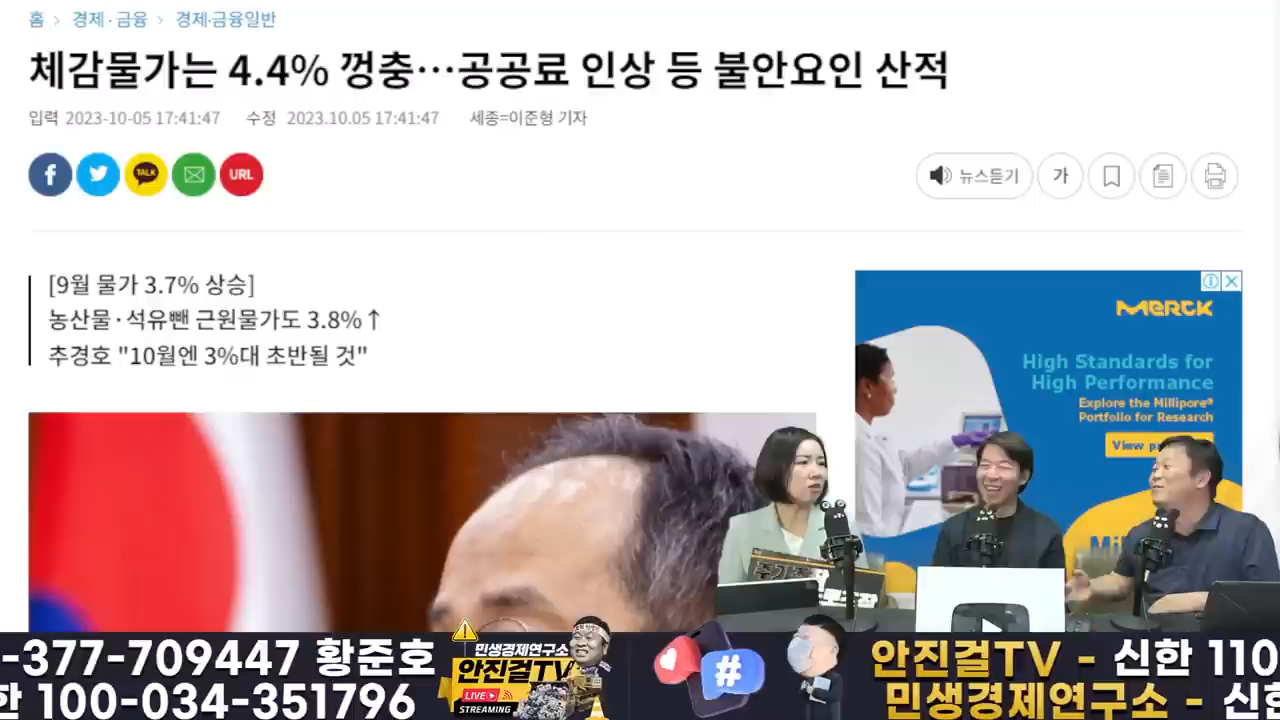 홈 > 경제 · 금융 > 경제·금융일반
체감물가는 4.4% 껑충…공공료 인상 등 불안요인 산적
입력 2023-10-05 17:41:47 수정 2023.10.05 17:41:47 세종=이준형 기자
f
TALK
URL
뉴스듣기
가
[9월 물가 3.7% 상승]
농산물·석유뺀 근원물가도 3.8%↑
추경호 "10월엔 3%대 초반될 것"
MERCK
High Standards for
High Performance
Explore the Millipore®
Portfolio for Research
View
-377-709447 황준호
한 100-034-351796
민생경제연구소
안진걸TV
LIVE
STREAMING
#
안진걸TV - 신한 110
민생경제연구소 - 신한